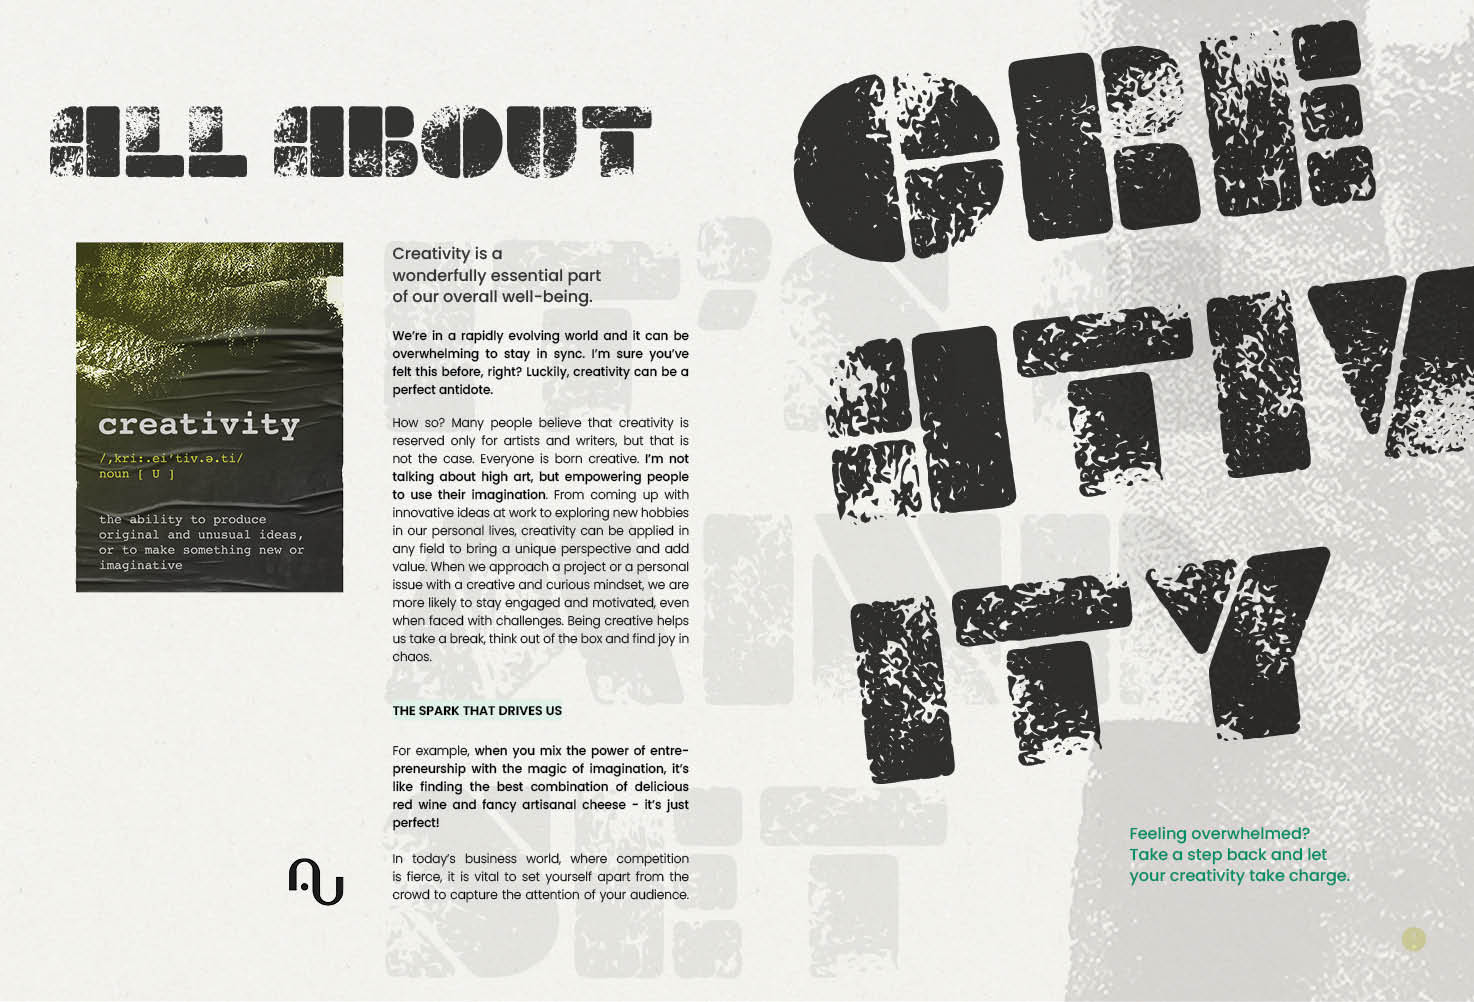 ALL ABOUT
CRE
ATIV
ITY
IT'S A
MIND
SET
creativity
/ˌkriː.eiˈtiv.ə.ti/
noun [ U ]
the ability to produce
original and unusual ideas,
or to make something new or
imaginative
Creativity is a
wonderfully essential part
of our overall well-being.
We’re in a rapidly evolving world and it can be
overwhelming to stay in sync. I’m sure you’ve
felt this before, right? Luckily, creativity can be a
perfect antidote.
How so? Many people believe that creativity is
reserved only for artists and writers, but that is
not the case. Everyone is born creative. I’m not
talking about high art, but empowering people
to use their imagination. From coming up with
innovative ideas at work to exploring new hobbies
in our personal lives, creativity can be applied in
any field to bring a unique perspective and add
value. When we approach a project or a personal
issue with a creative and curious mindset, we are
more likely to stay engaged and motivated, even
when faced with challenges. Being creative helps
us take a break, think out of the box and find joy in
chaos.
THE SPARK THAT DRIVES US
For example, when you mix the power of entre-
preneurship with the magic of imagination, it’s
like finding the best combination of delicious
red wine and fancy artisanal cheese - it’s just
perfect!
In today’s business world, where competition
is fierce, it is vital to set yourself apart from the
crowd to capture the attention of your audience.
Feeling overwhelmed?
Take a step back and let
your creativity take charge.